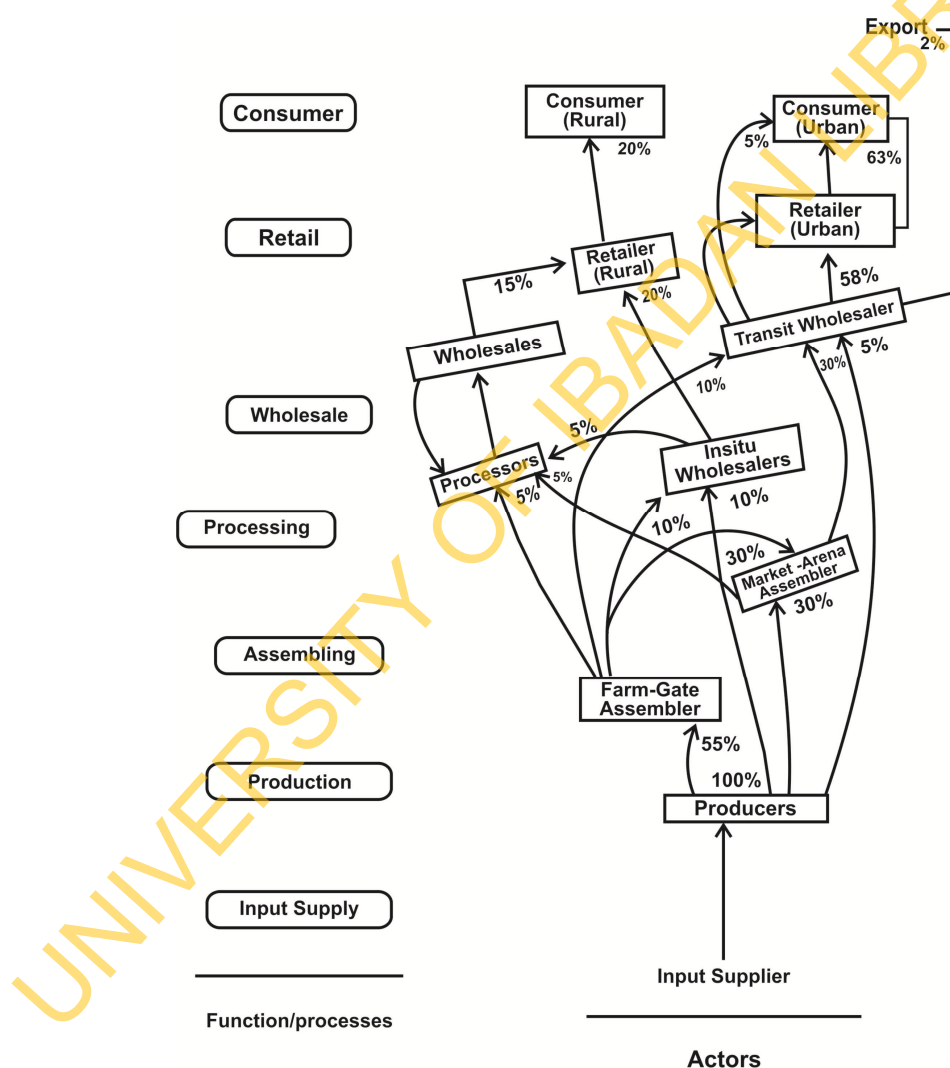 Export
2%
Consumer
Consumer
(Rural)
20%
Consumer
(Urban)
5%
63%
Retail
Retailer
(Rural)
20%
Retailer
(Urban)
15%
58%
Transit Wholesaler
5%
30%
10%
Wholesales
Wholesale
5%
Insitu
Wholesalers
10%
Processors
5%
5%
10%
Processing
30%
Market -Arena
Assembler
30%
Assembling
Farm-Gate
Assembler
55%
Production
100%
Producers
Input Supply
Input Supplier
Function/processes
Actors
UNIVERSITY OF IBADAN LIBR